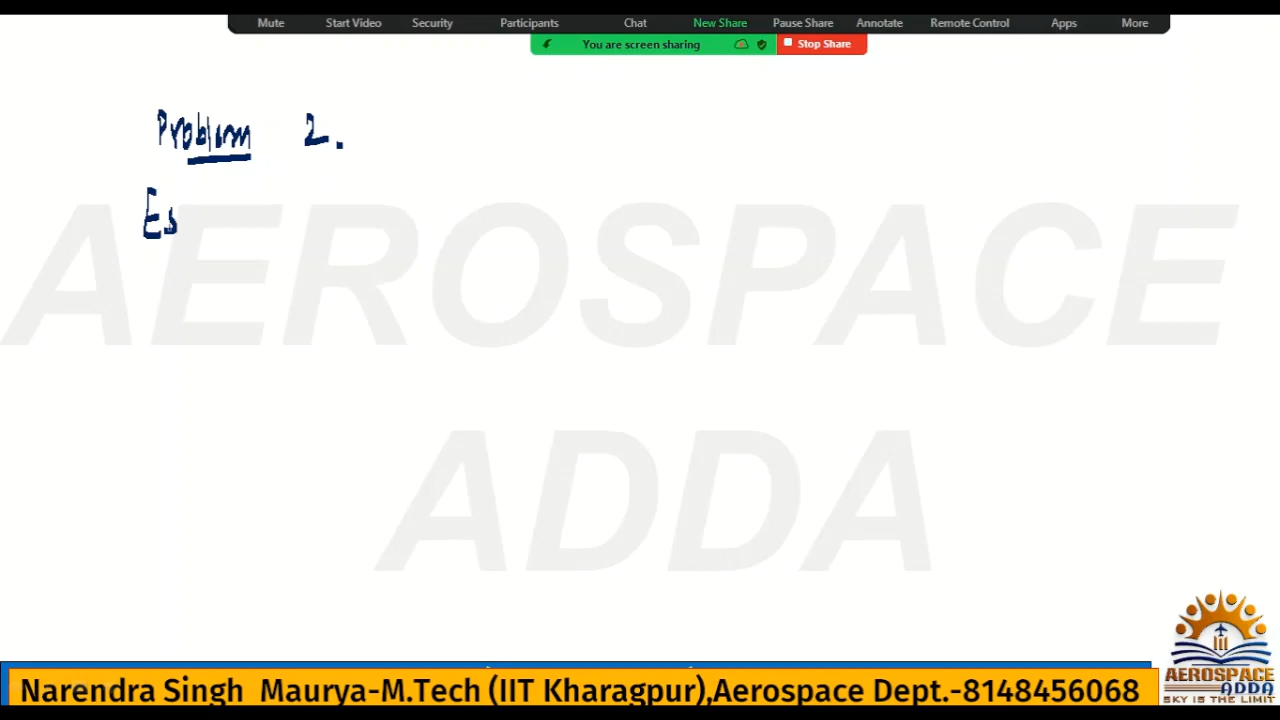 Mute Start Video Security Participants Chat New Share Pause Share Annotate Remote Control Apps More
You are screen sharing Stop Share
Problem 2.
Es
AEROSPACE
ADDA
Narendra Singh Maurya-M.Tech (IIT Kharagpur),Aerospace Dept.-8148456068
AEROSPACE
ADDA
SKY IS THE LIMIT